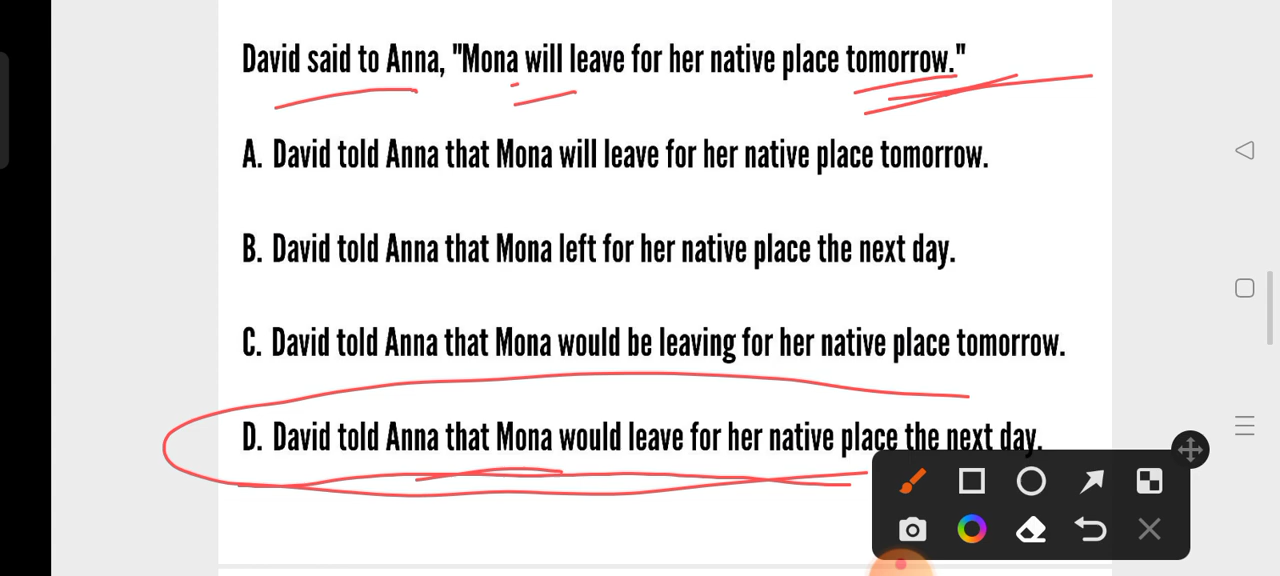 David said to Anna, "Mona will leave for her native place tomorrow."
A. David told Anna that Mona will leave for her native place tomorrow.
B. David told Anna that Mona left for her native place the next day.
C. David told Anna that Mona would be leaving for her native place tomorrow.
D. David told Anna that Mona would leave for her native place the next day.